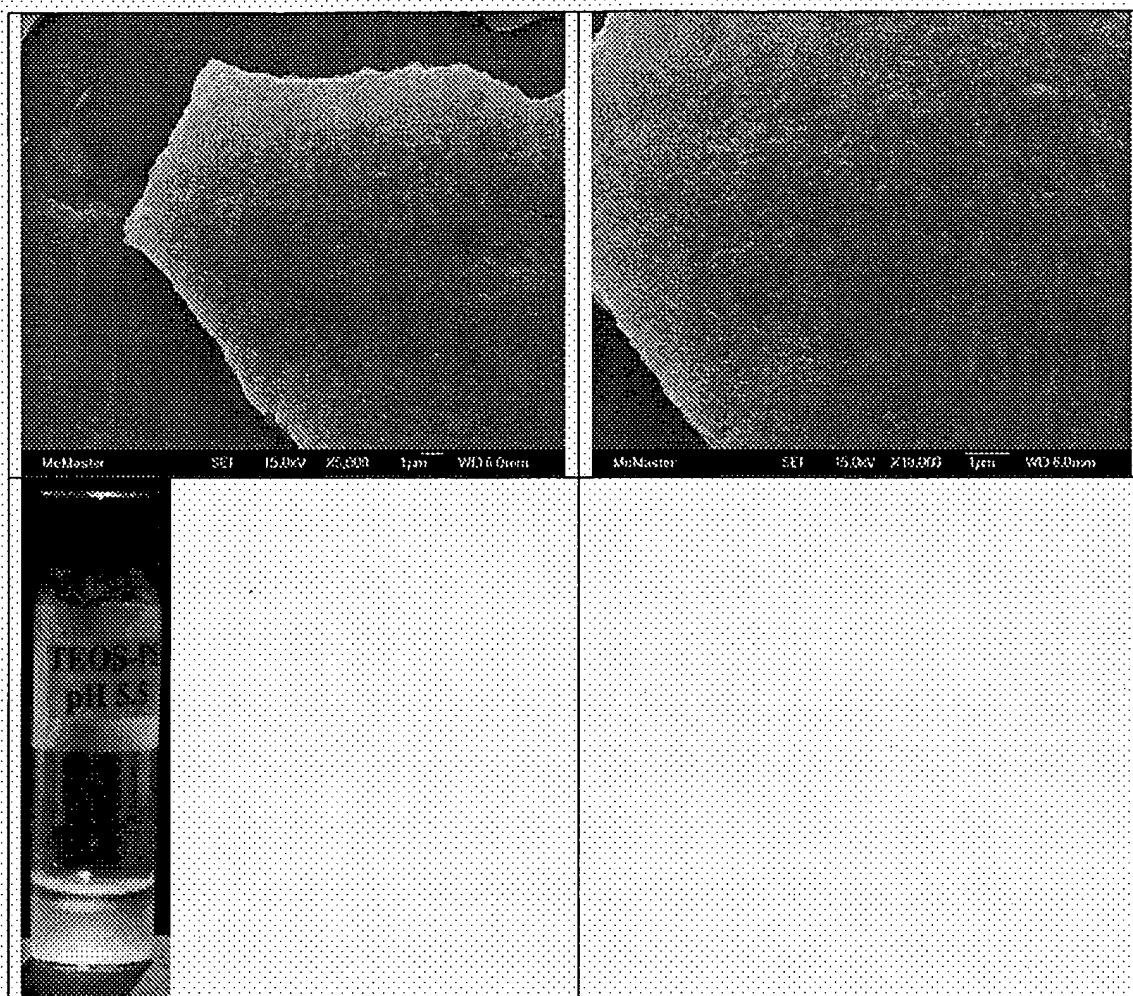 McMaster SEI 15.0kV X5,000 1μm WD 6.0mm
McMaster SEI 15.0kV X10,000 1μm WD 6.0mm
TEOS-P
pH 5.5